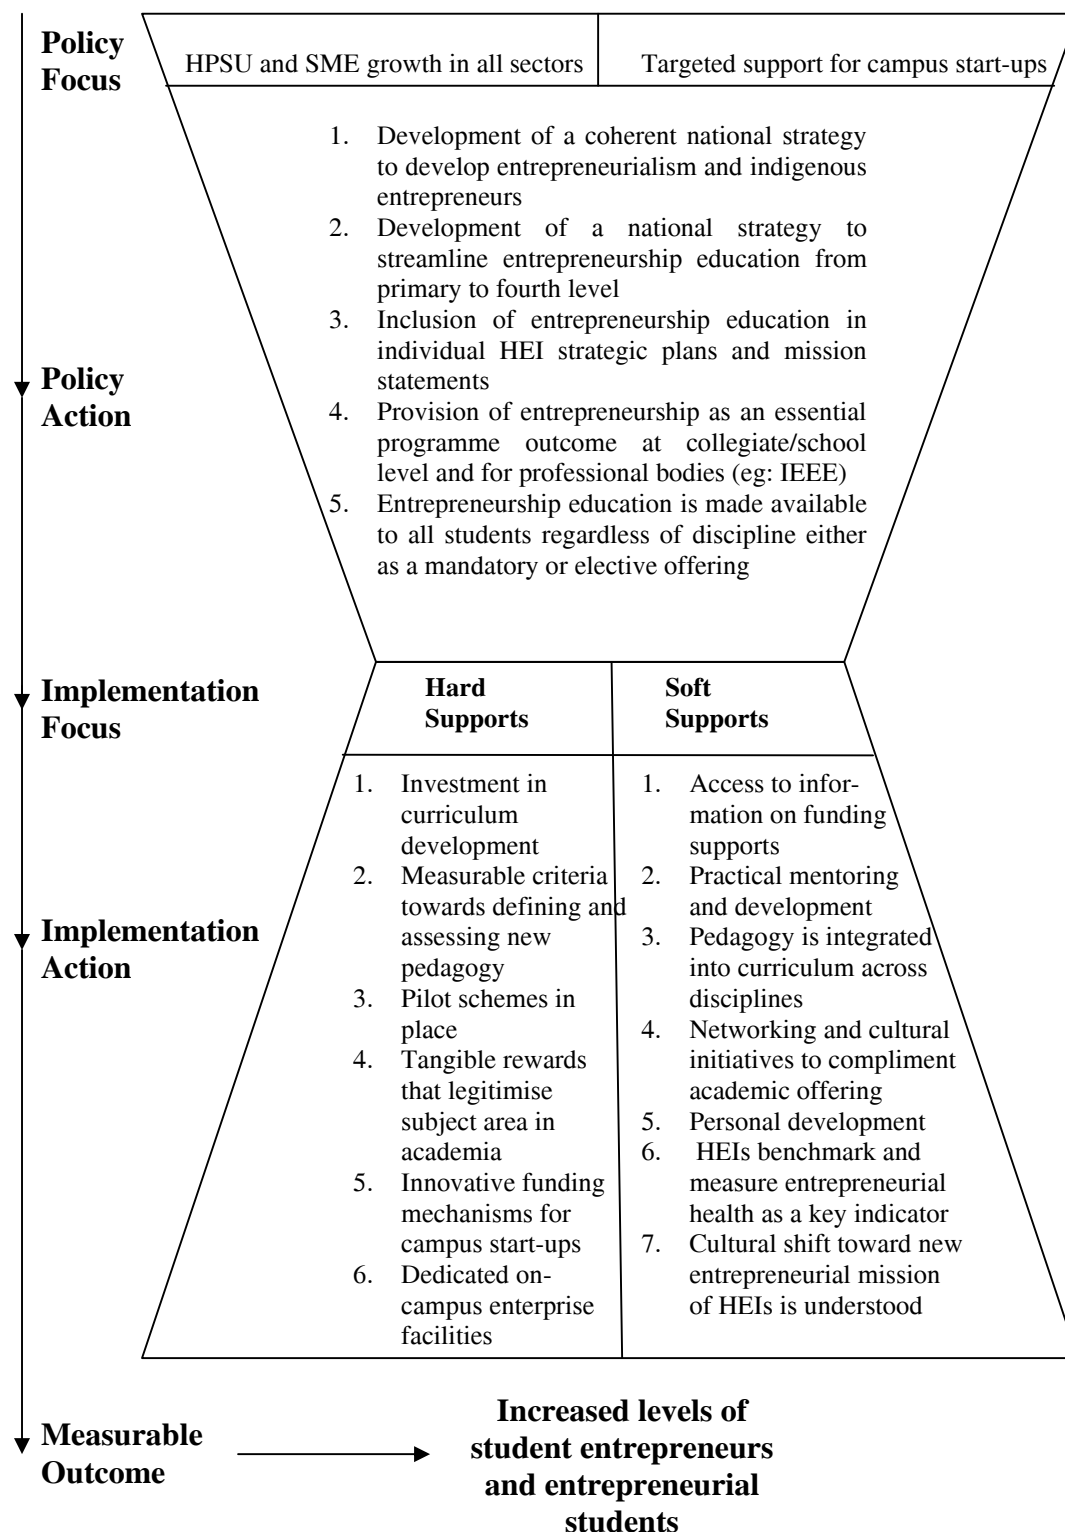 Policy
Focus
HPSU and SME growth in all sectors
Targeted support for campus start-ups
1. Development of a coherent national strategy
to develop entrepreneurialism and indigenous
entrepreneurs
2. Development of a national strategy to
streamline entrepreneurship education from
primary to fourth level
3. Inclusion of entrepreneurship education in
individual HEI strategic plans and mission
statements
Policy
Action
4. Provision of entrepreneurship as an essential
programme outcome at collegiate/school
level and for professional bodies (eg: IEEE)
5. Entrepreneurship education is made available
to all students regardless of discipline either
as a mandatory or elective offering
Implementation
Focus
Hard
Supports
Soft
Supports
Implementation
Action
1. Investment in
curriculum
development
2. Measurable criteria
towards defining and
assessing new
pedagogy
3. Pilot schemes in
place
4. Tangible rewards
that legitimise
subject area in
academia
5. Innovative funding
mechanisms for
campus start-ups
6. Dedicated on-
campus enterprise
facilities
1. Access to infor-
mation on funding
supports
2. Practical mentoring
and development
3. Pedagogy is integrated
into curriculum across
disciplines
4. Networking and cultural
initiatives to compliment
academic offering
5. Personal development
6. HEIs benchmark and
measure entrepreneurial
health as a key indicator
7. Cultural shift toward new
entrepreneurial mission
of HEIs is understood
Measurable
Outcome
Increased levels of
student entrepreneurs
and entrepreneurial
students